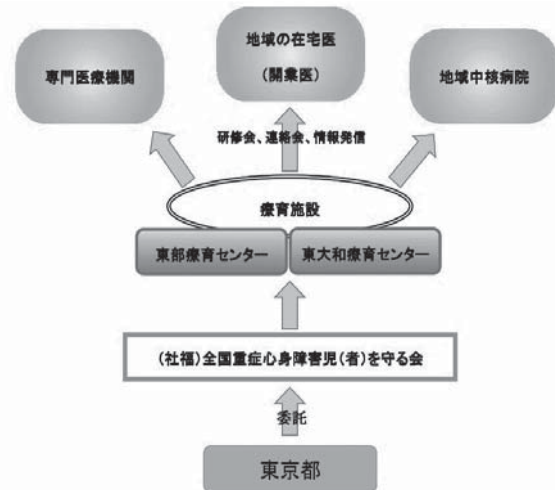 専門医療機関
地域の在宅医
(開業医)
地域中核病院
研修会、連絡会、情報発信
療育施設
東部療育センター
東大和療育センター
(社福)全国重症心身障害児(者)を守る会
委託
東京都